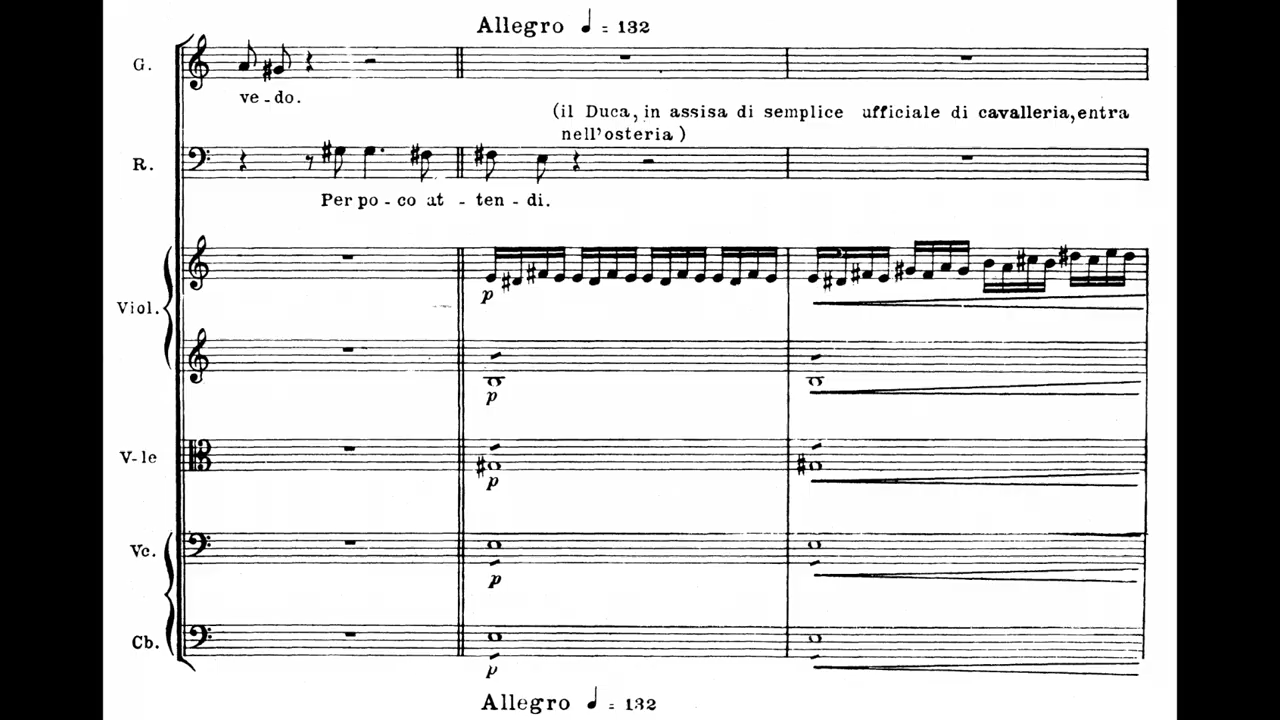 Allegro ♩ = 132
G.
ve - do.
(il Duca, in assisa di semplice ufficiale di cavalleria, entra
nell'osteria)
R.
Per po - co at - ten - di.
Viol.
p
p
V-le
p
Vc.
p
Cb.
p
Allegro ♩ = 132